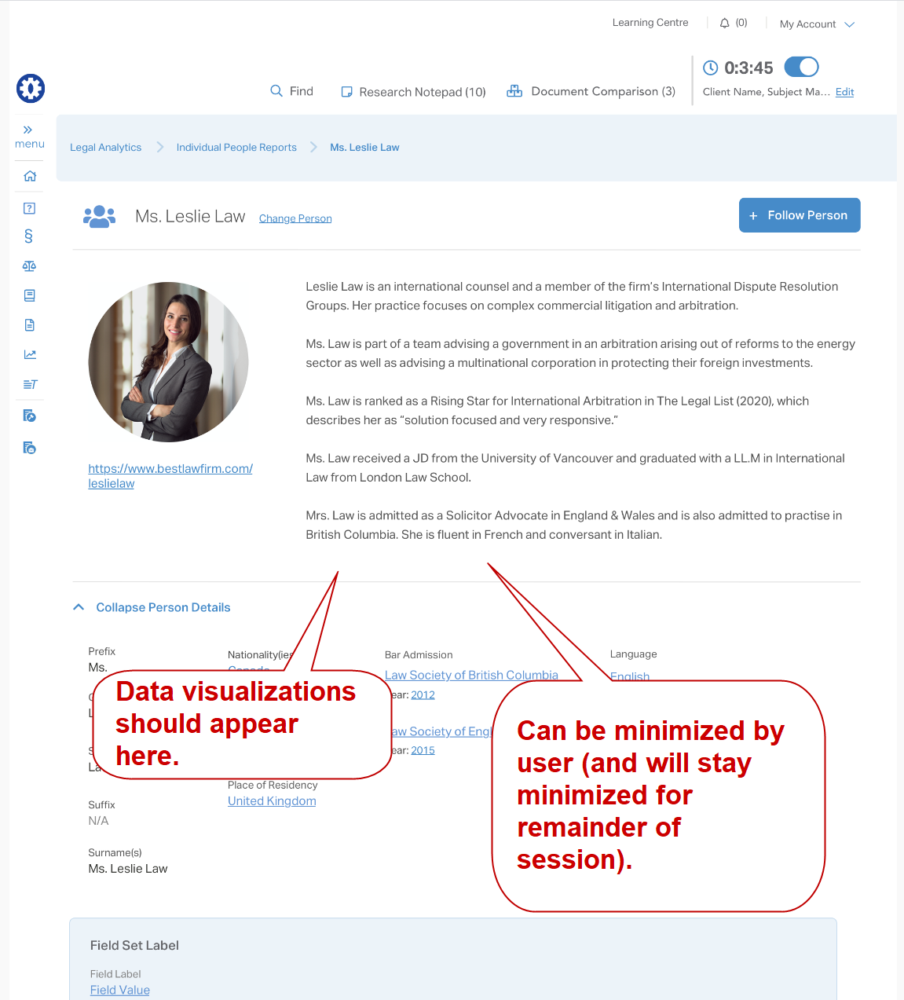 Learning Centre
(0)
My Account
0:3:45
Find
Research Notepad (10)
Document Comparison (3)
Client Name, Subject Ma... Edit
menu
Legal Analytics
Individual People Reports
Ms. Leslie Law
Ms. Leslie Law
Change Person
+ Follow Person
Leslie Law is an international counsel and a member of the firm's International Dispute Resolution
Groups. Her practice focuses on complex commercial litigation and arbitration.
Ms. Law is part of a team advising a government in an arbitration arising out of reforms to the energy
sector as well as advising a multinational corporation in protecting their foreign investments.
Ms. Law is ranked as a Rising Star for International Arbitration in The Legal List (2020), which
describes her as “solution focused and very responsive.”
https://www.bestlawfirm.com/
leslielaw
Ms. Law received a JD from the University of Vancouver and graduated with a LL.M in International
Law from London Law School.
Mrs. Law is admitted as a Solicitor Advocate in England & Wales and is also admitted to practise in
British Columbia. She is fluent in French and conversant in Italian.
Collapse Person Details
Prefix
Ms.
Nationality(ies
Canada
Bar Admission
Law Society of British Columbia
ear: 2012
aw Society of Engl
ear: 2015
Language
English
Data visualizations
should appear
here.
Can be minimized by
user (and will stay
minimized for
remainder of
session).
La
Place of Residency
United Kingdom
Suffix
N/A
Surname(s)
Ms. Leslie Law
Field Set Label
Field Label
Field Value